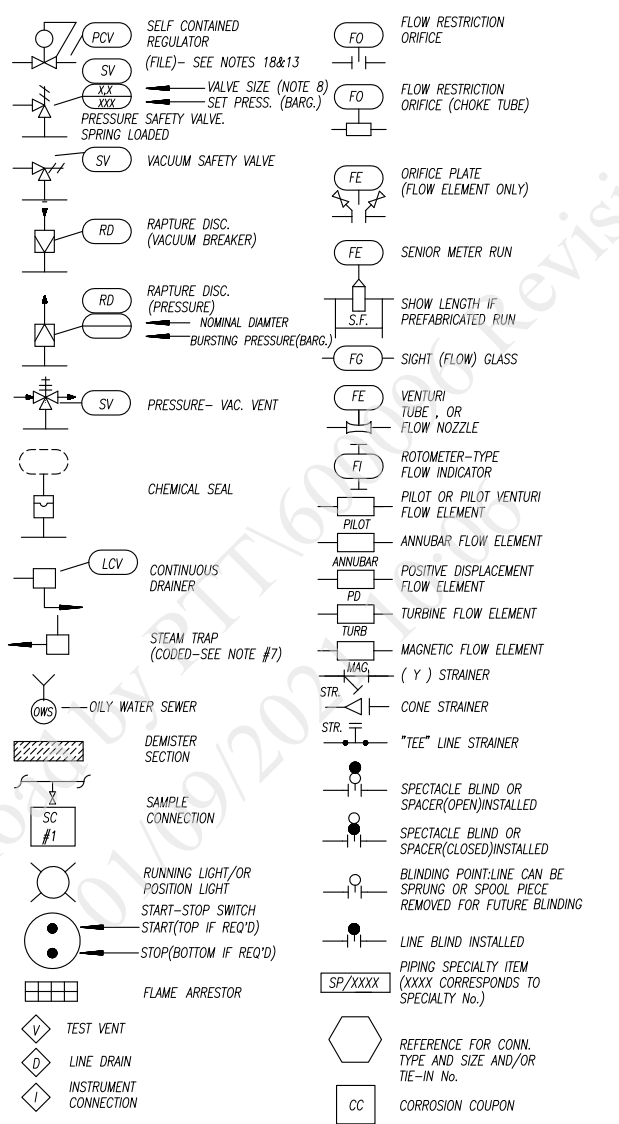 PCV
SELF CONTAINED
REGULATOR
(FILE)- SEE NOTES 18&13
SV
X,X
XXX
VALVE SIZE (NOTE 8)
SET PRESS. (BARG.)
PRESSURE SAFETY VALVE.
SPRING LOADED
SV
VACUUM SAFETY VALVE
RD
RAPTURE DISC.
(VACUUM BREAKER)
RD
RAPTURE DISC.
(PRESSURE)
NOMINAL DIAMTER
BURSTING PRESSURE(BARG.)
SV
PRESSURE- VAC. VENT
CHEMICAL SEAL
LCV
CONTINUOUS
DRAINER
STEAM TRAP
(CODED-SEE NOTE #7)
OWS
OILY WATER SEWER
DEMISTER
SECTION
SC
#1
SAMPLE
CONNECTION
RUNNING LIGHT/OR
POSITION LIGHT
START-STOP SWITCH
START(TOP IF REQ'D)
STOP(BOTTOM IF REQ'D)
FLAME ARRESTOR
V
TEST VENT
D
LINE DRAIN
I
INSTRUMENT
CONNECTION
FO
FLOW RESTRICTION
ORIFICE
FO
FLOW RESTRICTION
ORIFICE (CHOKE TUBE)
FE
ORIFICE PLATE
(FLOW ELEMENT ONLY)
FE
SENIOR METER RUN
S.F.
SHOW LENGTH IF
PREFABRICATED RUN
FG
SIGHT (FLOW) GLASS
FE
VENTURI
TUBE , OR
FLOW NOZZLE
FI
ROTOMETER-TYPE
FLOW INDICATOR
PILOT OR PILOT VENTURI
FLOW ELEMENT
PILOT
ANNUBAR FLOW ELEMENT
ANNUBAR
POSITIVE DISPLACEMENT
FLOW ELEMENT
PD
TURBINE FLOW ELEMENT
TURB
MAGNETIC FLOW ELEMENT
MAG
( Y ) STRAINER
STR.
CONE STRAINER
STR.
"TEE" LINE STRAINER
SPECTACLE BLIND OR
SPACER(OPEN)INSTALLED
SPECTACLE BLIND OR
SPACER(CLOSED)INSTALLED
BLINDING POINT:LINE CAN BE
SPRUNG OR SPOOL PIECE
REMOVED FOR FUTURE BLINDING
LINE BLIND INSTALLED
SP/XXXX
PIPING SPECIALTY ITEM
(XXXX CORRESPONDS TO
SPECIALTY No.)
REFERENCE FOR CONN.
TYPE AND SIZE AND/OR
TIE-IN No.
CC
CORROSION COUPON